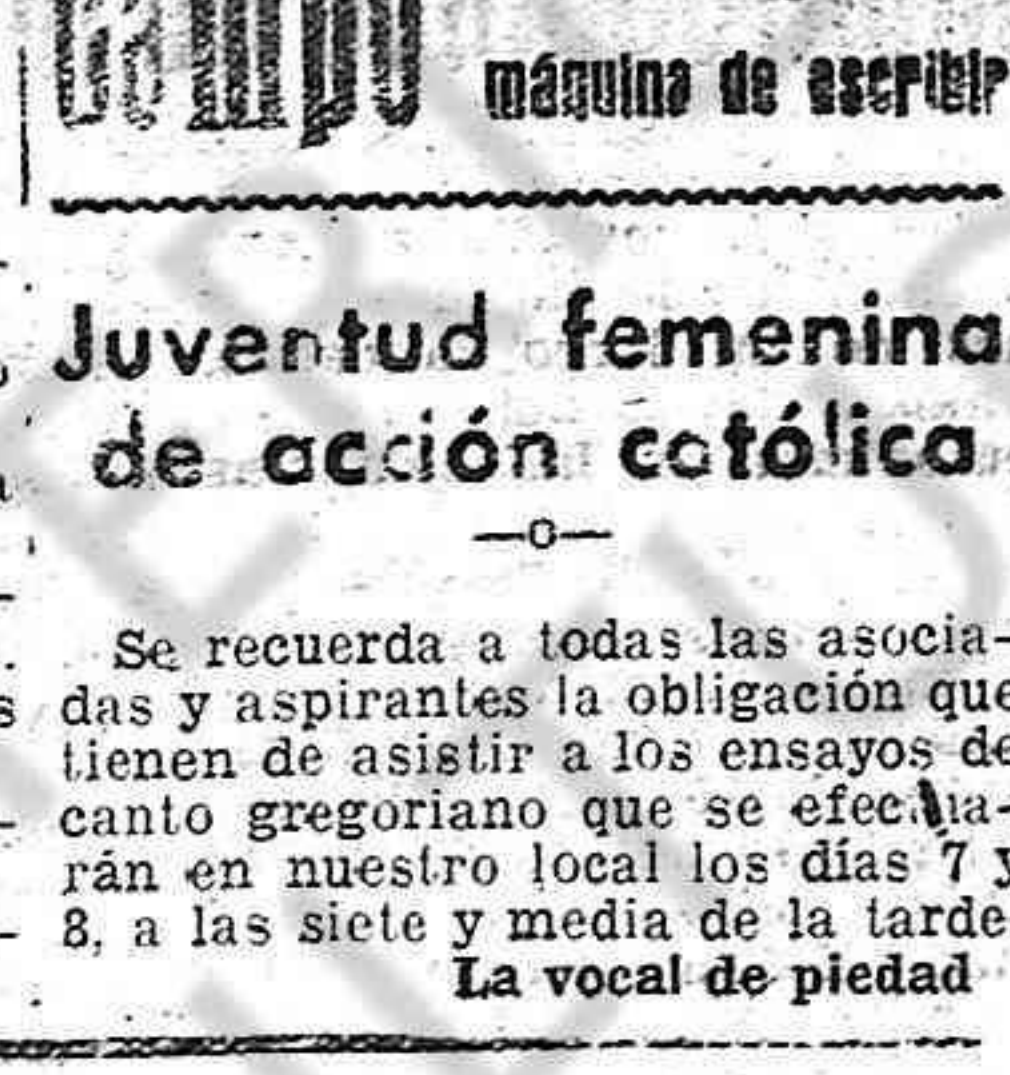 máquina de escribir
Juventud femenina
de acción católica
—o—
Se recuerda a todas las asocia-
das y aspirantes la obligación que
tienen de asistir a los ensayos de
canto gregoriano que se efectua-
rán en nuestro local los días 7 y
8, a las siete y media de la tarde
La vocal de piedad